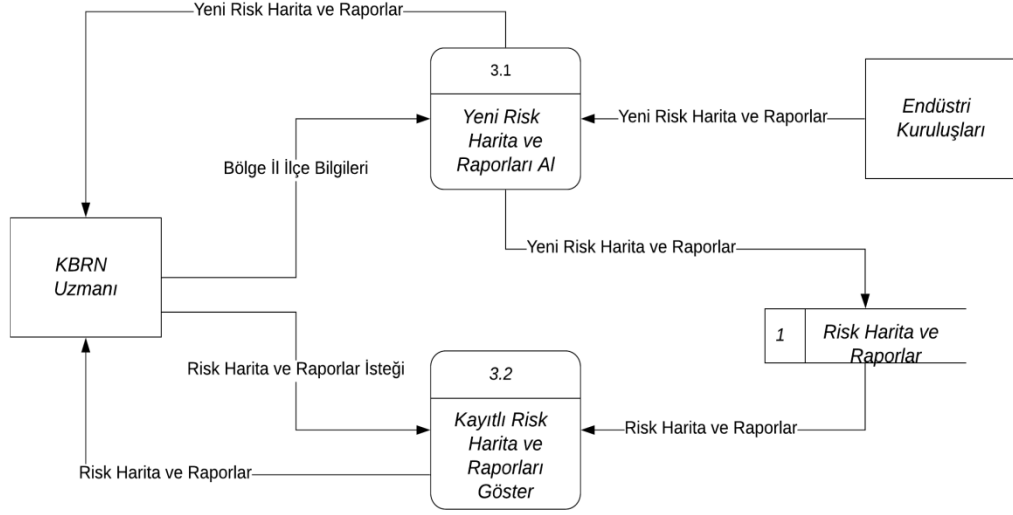 Yeni Risk Harita ve Raporlar
3.1
Yeni Risk
Harita ve
Raporları Al
Yeni Risk Harita ve Raporlar
Endüstri
Kuruluşları
Bölge İl İlçe Bilgileri
Yeni Risk Harita ve Raporlar
KBRN
Uzmanı
1
Risk Harita ve
Raporlar
Risk Harita ve Raporlar İsteği
3.2
Kayıtlı Risk
Harita ve
Raporları
Göster
Risk Harita ve Raporlar
Risk Harita ve Raporlar